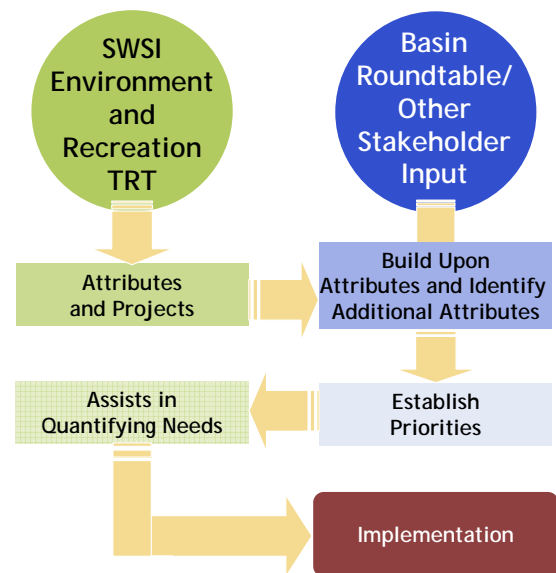 SWSI
Environment
and
Recreation
TRT
Basin
Roundtable/
Other
Stakeholder
Input
Attributes
and Projects
Build Upon
Attributes and Identify
Additional Attributes
Assists in
Quantifying Needs
Establish
Priorities
Implementation